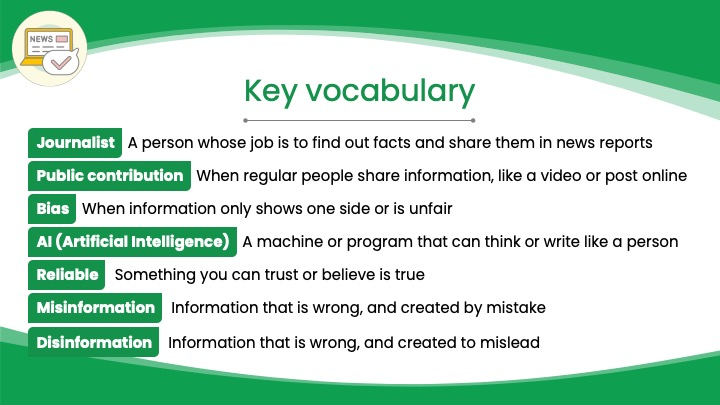 NEWS
Key vocabulary
Journalist A person whose job is to find out facts and share them in news reports
Public contribution When regular people share information, like a video or post online
Bias When information only shows one side or is unfair
AI (Artificial Intelligence) A machine or program that can think or write like a person
Reliable Something you can trust or believe is true
Misinformation Information that is wrong, and created by mistake
Disinformation Information that is wrong, and created to mislead